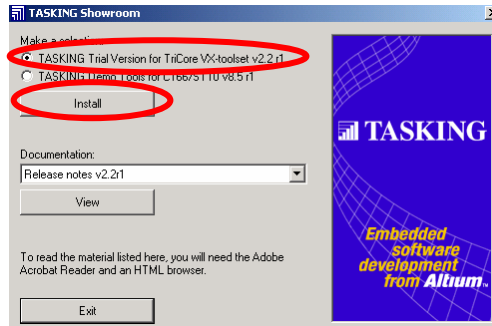 TASKING Showroom
Make a selection:
TASKING Trial Version for TriCore VX-toolset v2.2 r1
TASKING Demo Tools for C166/ST10 v8.5 r1
Install
Documentation:
Release notes v2.2r1
View
To read the material listed here, you will need the Adobe
Acrobat Reader and an HTML browser.
Exit
TASKING
Embedded
software
development
from Altium™